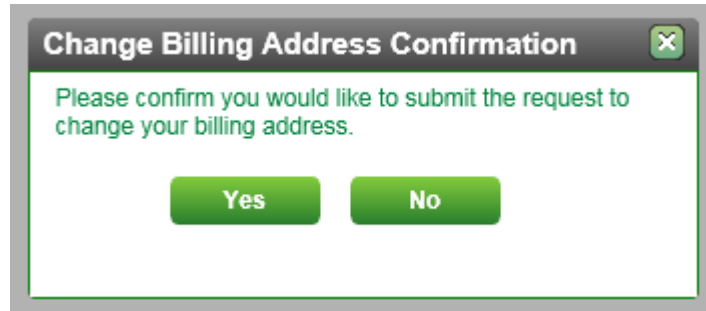 Change Billing Address Confirmation
Please confirm you would like to submit the request to
change your billing address.
Yes No